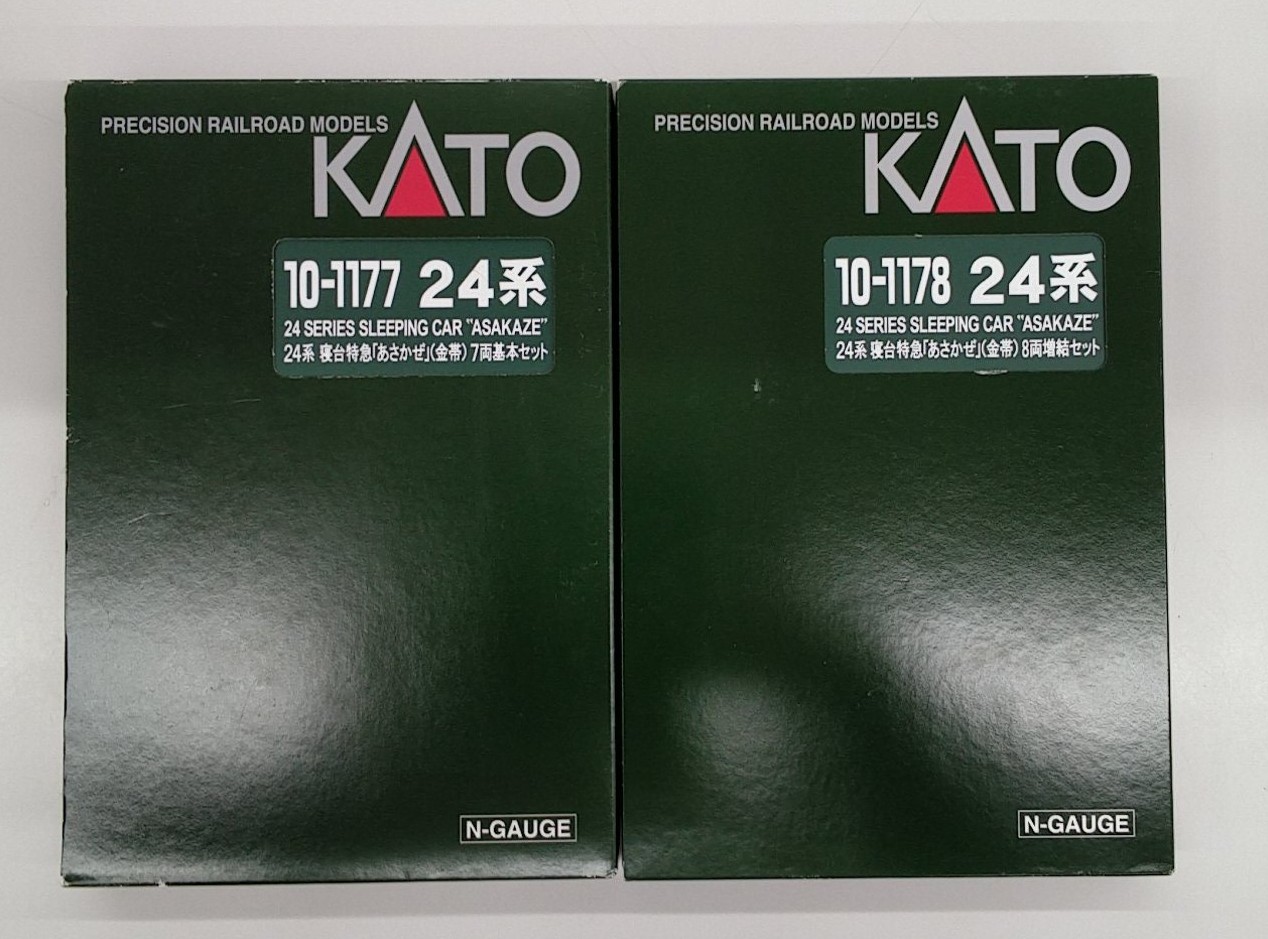 PRECISION RAILROAD MODELS
KATO
10-1177 24系
24 SERIES SLEEPING CAR "ASAKAZE"
24系 寝台特急「あさかぜ」(金帯) 7両基本セット
N-GAUGE
PRECISION RAILROAD MODELS
KATO
10-1178 24系
24 SERIES SLEEPING CAR "ASAKAZE"
24系 寝台特急「あさかぜ」(金帯) 8両増結セット
N-GAUGE